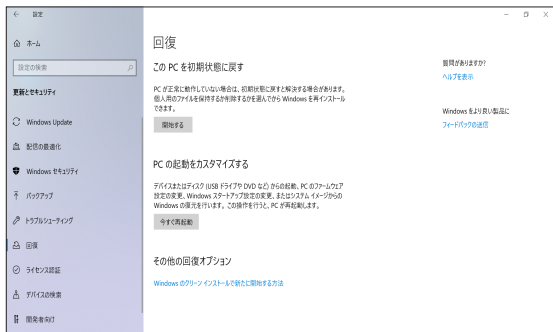 設定
ホーム
設定の検索
更新とセキュリティ
Windows Update
配信の最適化
Windows セキュリティ
バックアップ
トラブルシューティング
回復
ライセンス認証
デバイスの検索
開発者向け
回復
この PC を初期状態に戻す
PC が正常に動作していない場合は、初期状態に戻すと解決する場合があります。
個人用のファイルを保持するか削除するかを選んでから Windows を再インストール
できます。
開始する
PC の起動をカスタマイズする
デバイスまたはディスク (USB ドライブや DVD など) からの起動、PC のファームウェア
設定の変更、Windows スタートアップ設定の変更、またはシステム イメージからの
Windows の復元を行います。この操作を行うと、PC が再起動します。
今すぐ再起動
その他の回復オプション
Windows のクリーン インストールで新たに開始する方法
質問がありますか?
ヘルプを表示
Windows をより良い製品に
フィードバックの送信